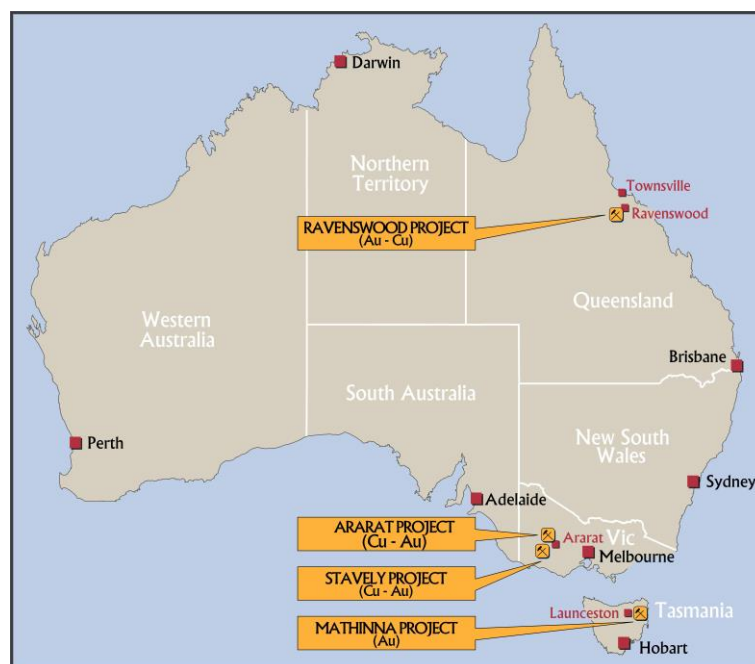 Darwin
Northern
Territory
Townsville
Ravenswood
RAVENSWOOD PROJECT
(Au - Cu)
Western
Australia
Queensland
Brisbane
South Australia
New South
Wales
Perth
Sydney
Adelaide
ARARAT PROJECT
(Cu - Au)
Ararat
Vic
Melbourne
STAVELY PROJECT
(Cu - Au)
Launceston
Tasmania
MATHINNA PROJECT
(Au)
Hobart